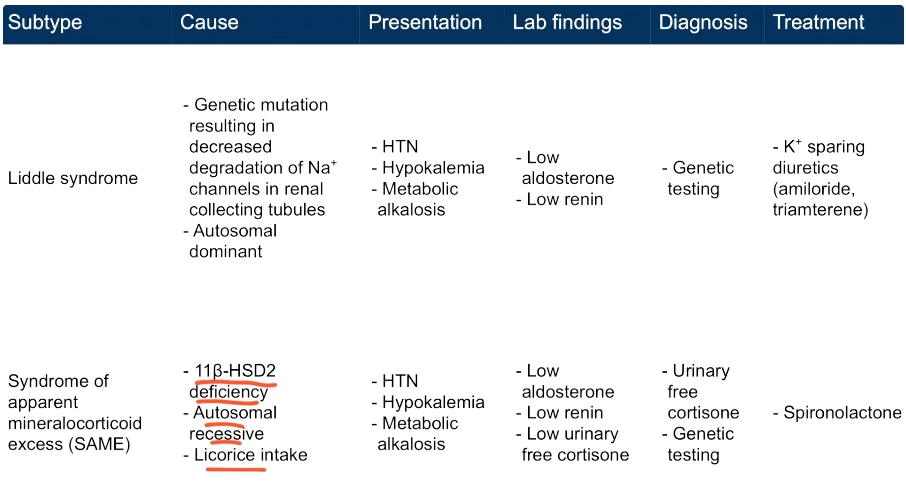 Subtype Cause Presentation Lab findings Diagnosis Treatment
Liddle syndrome
- Genetic mutation
resulting in
decreased
degradation of Na⁺
channels in renal
collecting tubules
- Autosomal
dominant
- HTN
- Hypokalemia
- Metabolic
alkalosis
- Low
aldosterone
- Low renin
- Genetic
testing
- K⁺ sparing
diuretics
(amiloride,
triamterene)
Syndrome of
apparent
mineralocorticoid
excess (SAME)
- 11β-HSD2
deficiency
- Autosomal
recessive
- Licorice intake
- HTN
- Hypokalemia
- Metabolic
alkalosis
- Low
aldosterone
- Low renin
- Low urinary
free cortisone
- Urinary
free
cortisone
- Genetic
testing
- Spironolactone